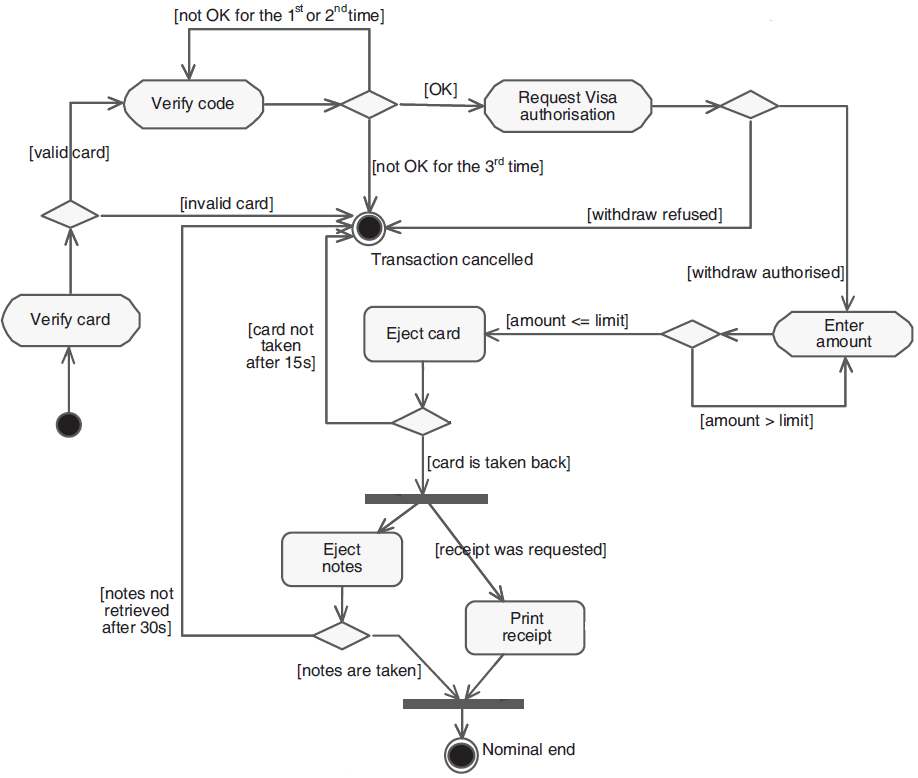 [not OK for the 1st or 2nd time]
Verify code
[OK]
Request Visa
authorisation
[valid card]
[not OK for the 3rd time]
[invalid card]
[withdraw refused]
Transaction cancelled
[withdraw authorised]
Verify card
[card not
taken
after 15s]
Eject card
[amount <= limit]
Enter
amount
[amount > limit]
[card is taken back]
Eject
notes
[receipt was requested]
[notes not
retrieved
after 30s]
Print
receipt
[notes are taken]
Nominal end